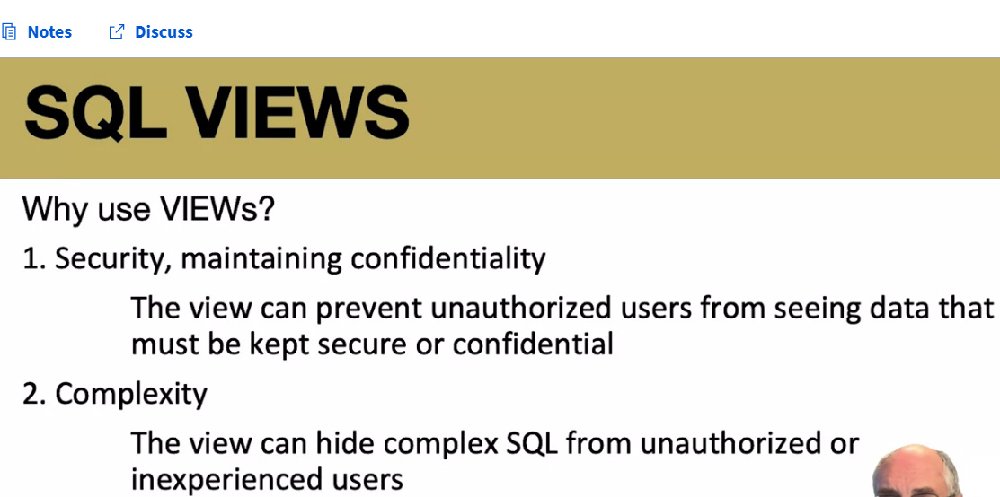 Notes Discuss
SQL VIEWS
Why use VIEWs?
1. Security, maintaining confidentiality
The view can prevent unauthorized users from seeing data that
must be kept secure or confidential
2. Complexity
The view can hide complex SQL from unauthorized or
inexperienced users